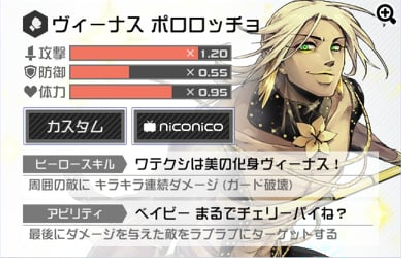 ヴィーナス ポロロッチョ
攻撃 ×1.20
防御 ×0.55
体力 ×0.95
カスタム niconico
ヒーロースキル ワテクシは美の化身ヴィーナス！
周囲の敵に キラキラ連続ダメージ (ガード破壊)
アビリティ ベイビー まるでチェリーパイね？
最後にダメージを与えた敵をラブラブにターゲットする